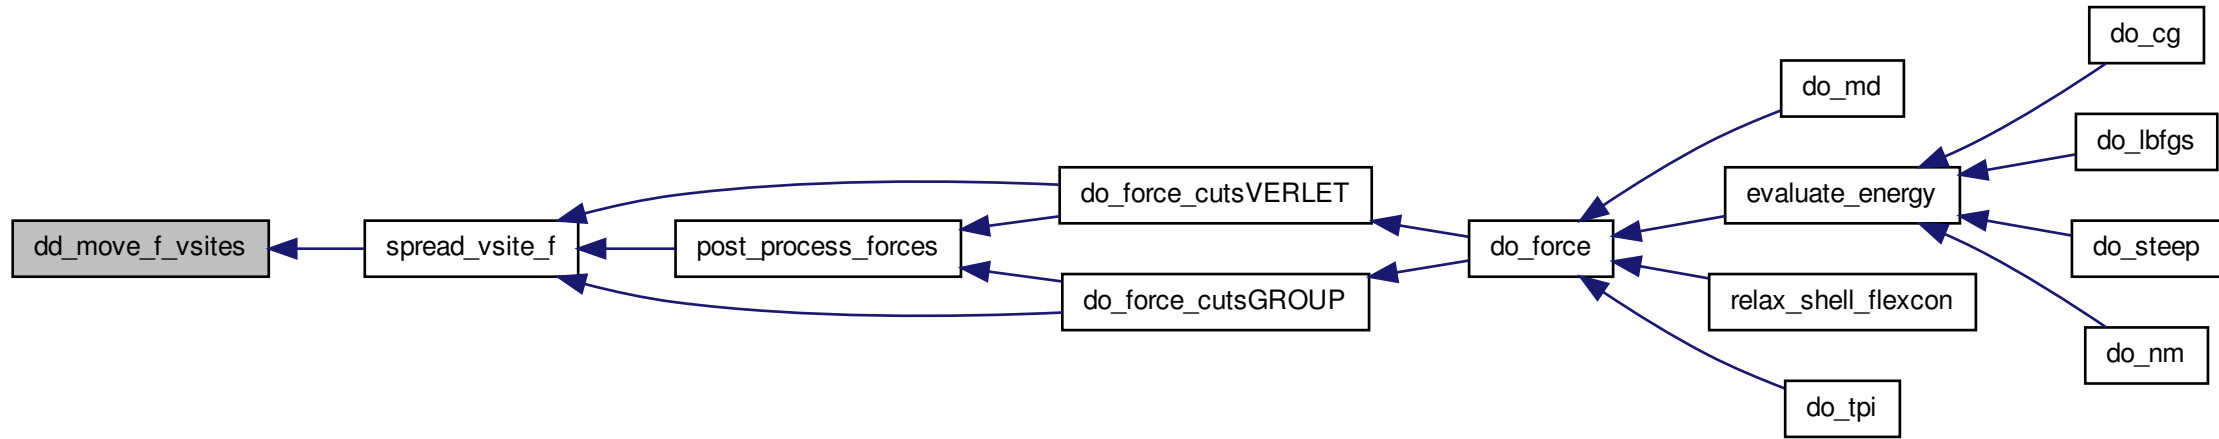 dd_move_f_vsites
spread_vsite_f
do_force_cutsVERLET
post_process_forces
do_force_cutsGROUP
do_force
do_md
evaluate_energy
relax_shell_flexcon
do_tpi
do_cg
do_lbfgs
do_steep
do_nm